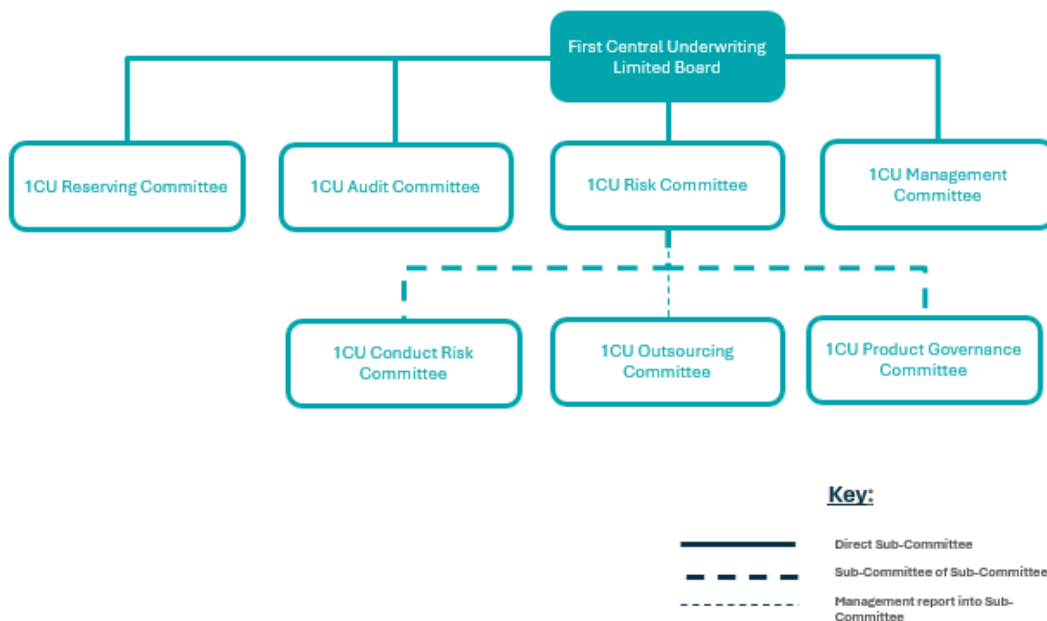 First Central Underwriting
Limited Board
1CU Reserving Committee
1CU Audit Committee
1CU Risk Committee
1CU Management
Committee
1CU Conduct Risk
Committee
1CU Outsourcing
Committee
1CU Product Governance
Committee
Key:
Direct Sub-Committee
Sub-Committee of Sub-Committee
Management report into Sub-
Committee